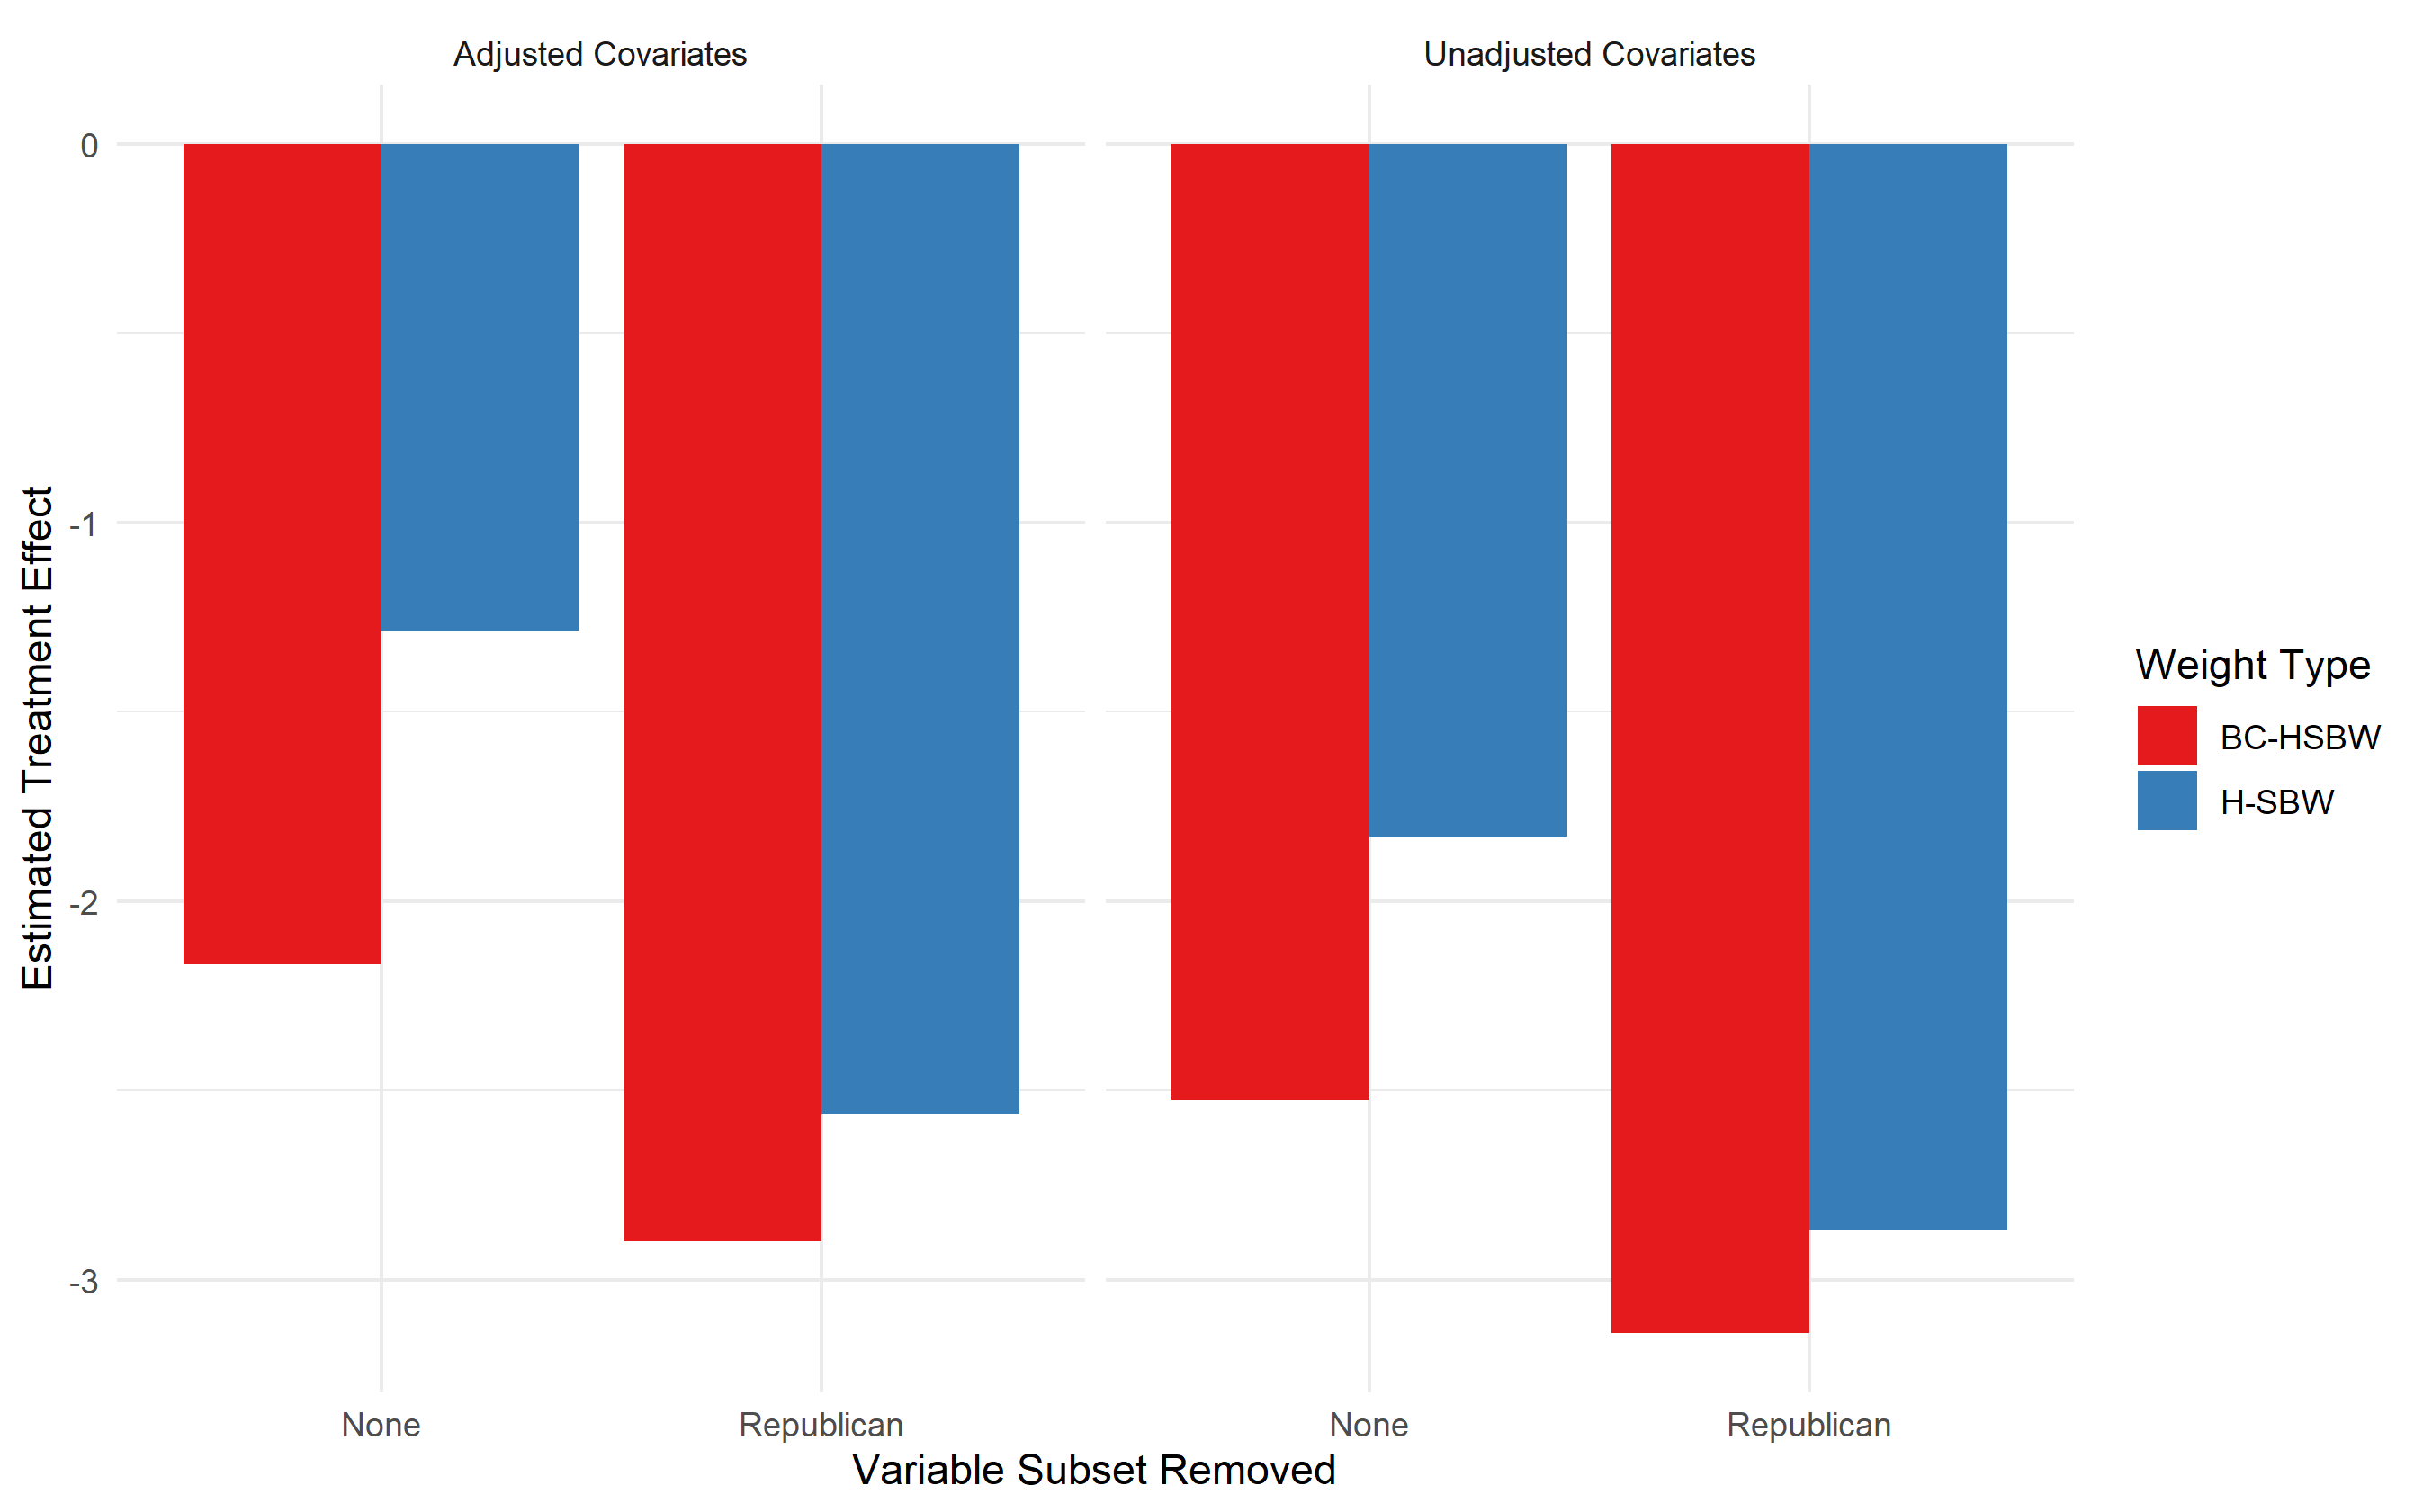 Adjusted Covariates
Unadjusted Covariates
0
-1
-2
-3
Estimated Treatment Effect
None
Republican
None
Republican
Variable Subset Removed
Weight Type
BC-HSBW
H-SBW